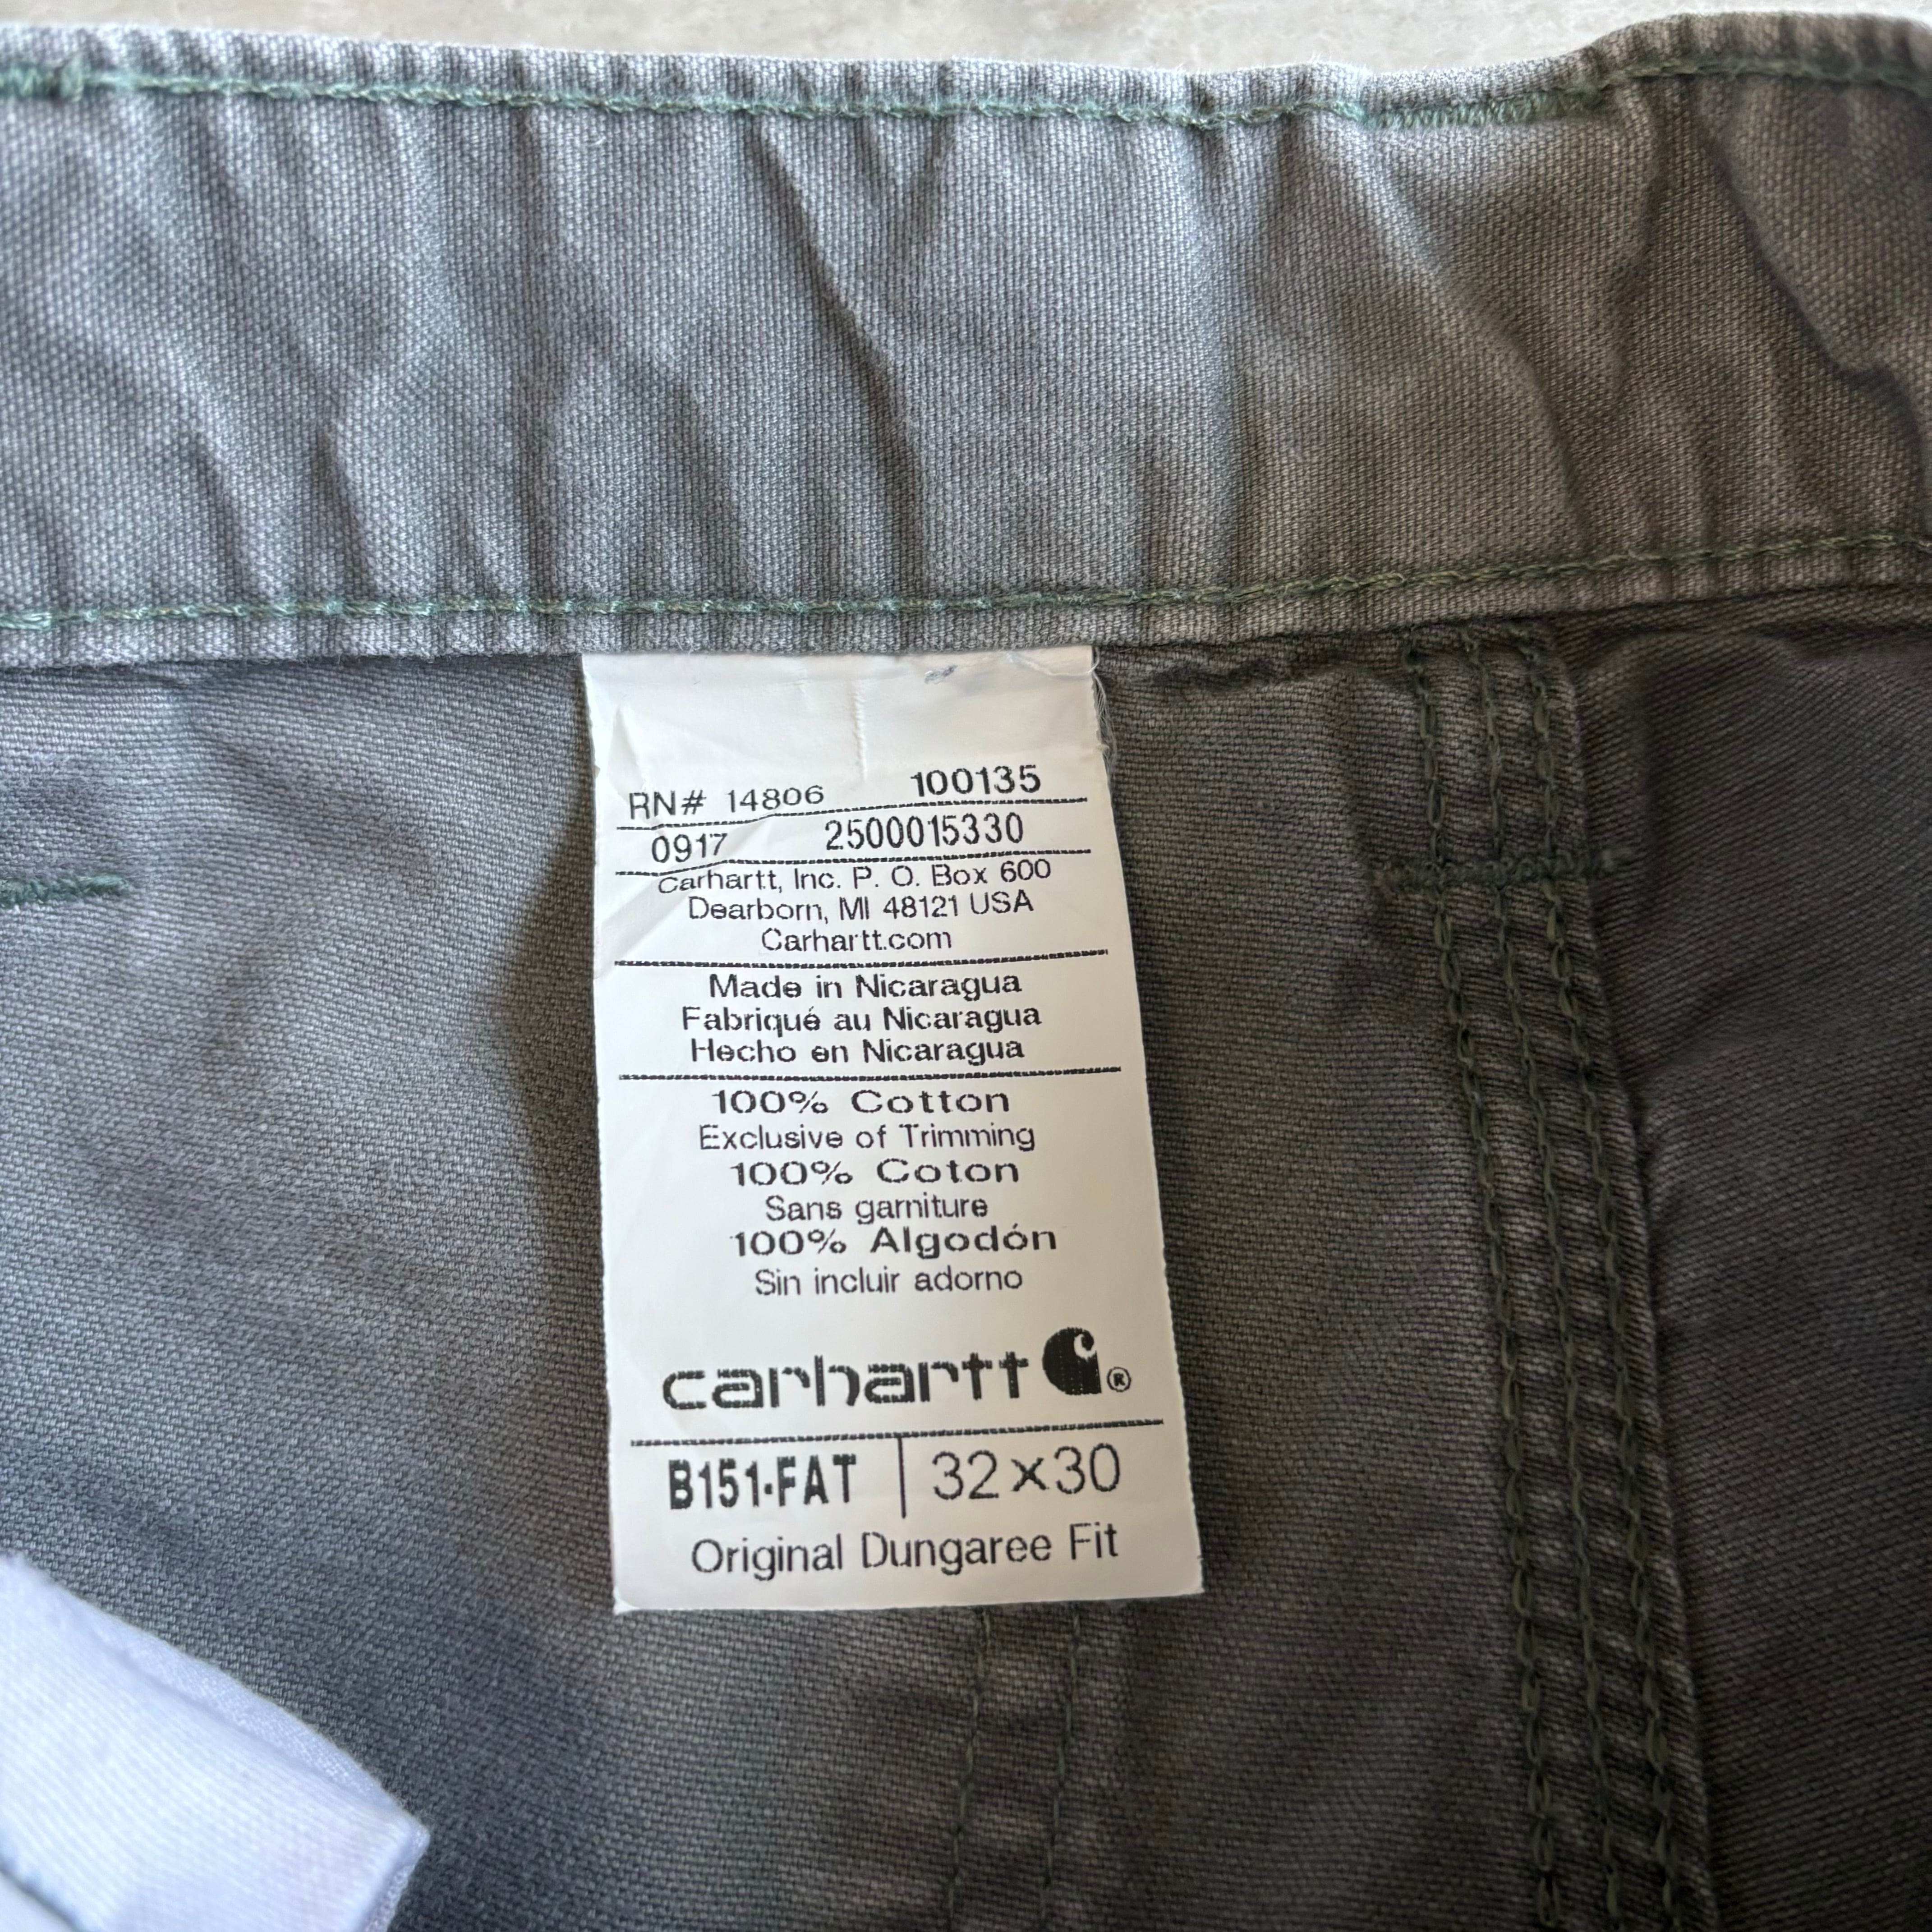 RN# 14806 100135
0917 2500015330
Carhartt, Inc. P. O. Box 600
Dearborn, MI 48121 USA
Carhartt.com
Made in Nicaragua
Fabriqué au Nicaragua
Hecho en Nicaragua
100% Cotton
Exclusive of Trimming
100% Coton
Sans garniture
100% Algodón
Sin incluir adorno
carhartt ®
B151-FAT | 32x30
Original Dungaree Fit